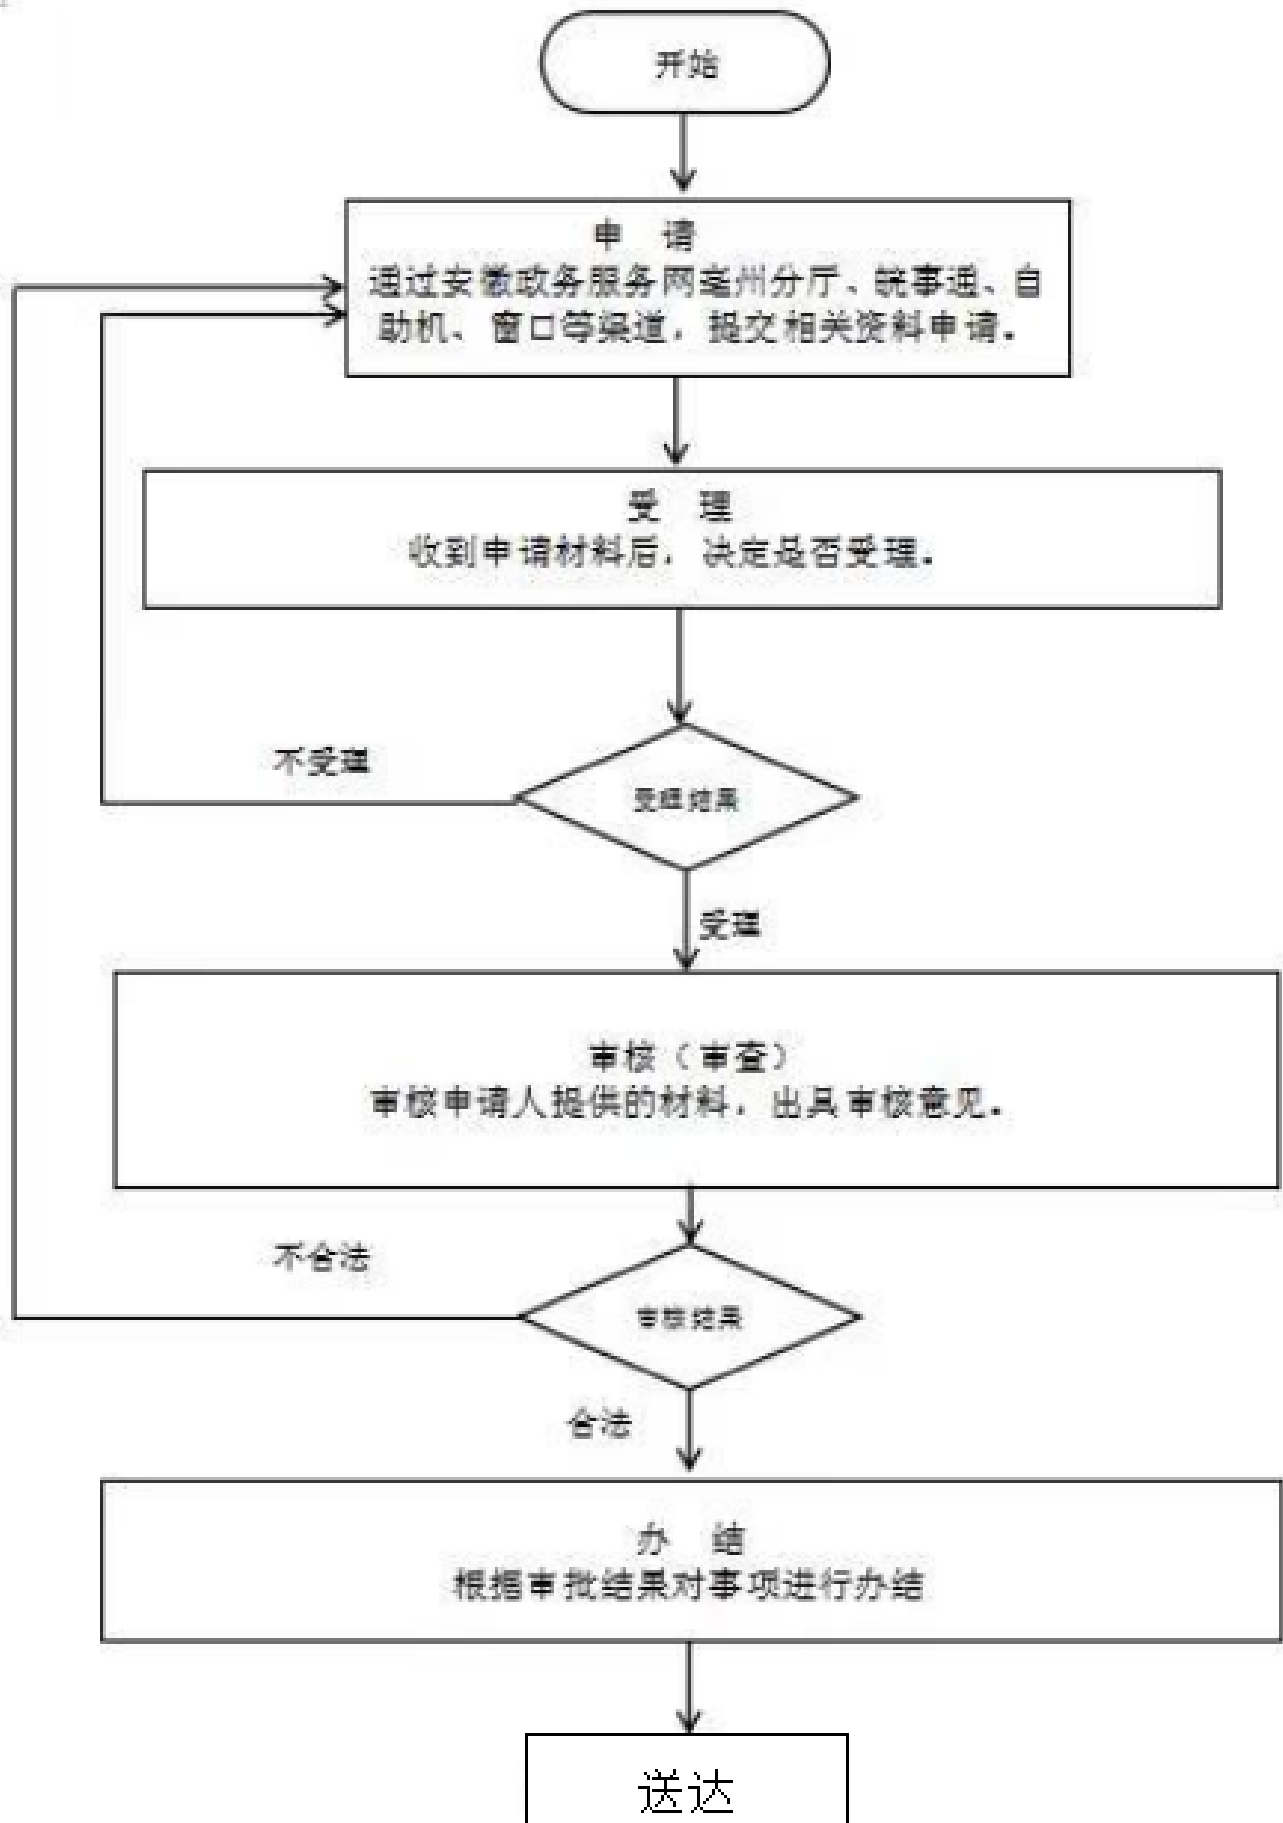 开始
申 请
通过安徽政务服务网亳州分厅、皖事通、自
助机、窗口等渠道，提交相关资料申请。
受 理
收到申请材料后，决定是否受理。
不受理
受理结果
受理
审核（审查）
审核申请人提供的材料，出具审核意见。
不合法
审核结果
合法
办 结
根据审批结果对事项进行办结
送达